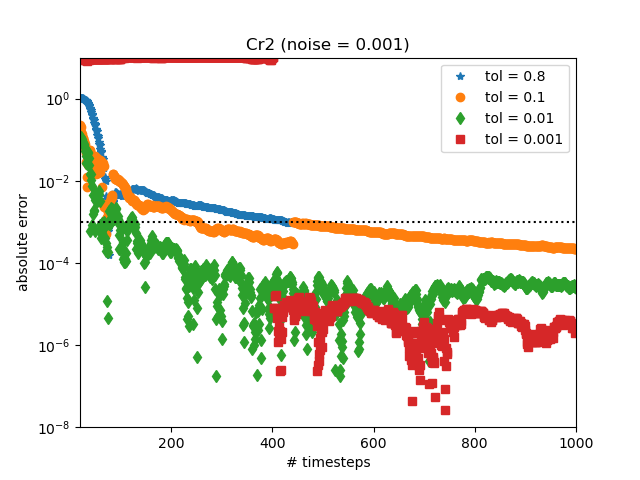 Cr2 (noise = 0.001)
tol = 0.8
tol = 0.1
tol = 0.01
tol = 0.001
absolute error
10^0
10^-2
10^-4
10^-6
10^-8
200 400 600 800 1000
# timesteps